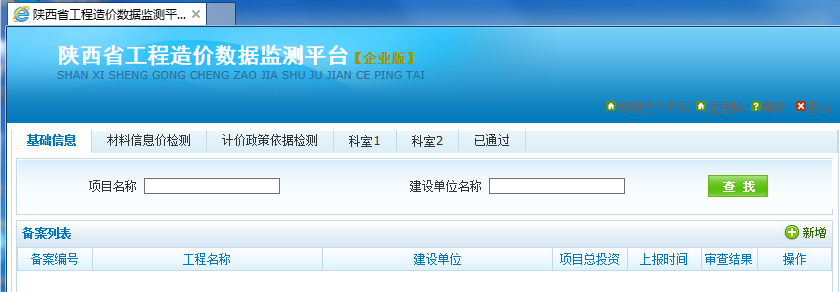 陕西省工程造价数据监测平...
陕西省工程造价数据监测平台【企业版】
SHAN XI SHENG GONG CHENG ZAO JIA SHU JU JIAN CE PING TAI
基础信息 材料信息价检测 计价政策依据检测 科室1 科室2 已通过
项目名称 建设单位名称 查 找
备案列表 新增
备案编号 工程名称 建设单位 项目总投资 上报时间 审查结果 操作